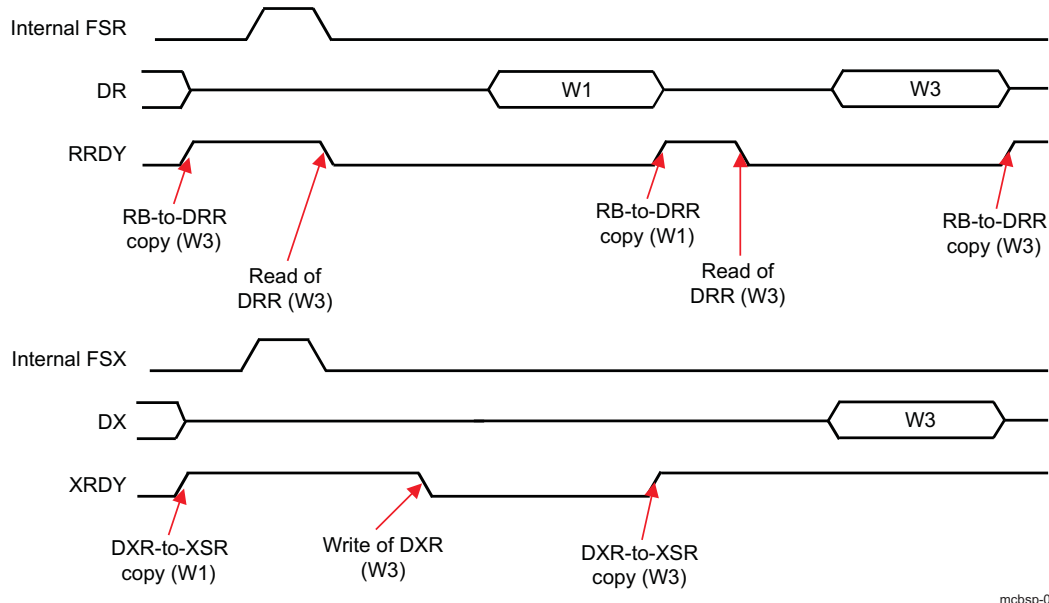 Internal FSR
DR
W1
W3
RRDY
RB-to-DRR
copy (W3)
Read of
DRR (W3)
RB-to-DRR
copy (W1)
Read of
DRR (W3)
RB-to-DRR
copy (W3)
Internal FSX
DX
W3
XRDY
DXR-to-XSR
copy (W1)
Write of DXR
(W3)
DXR-to-XSR
copy (W3)